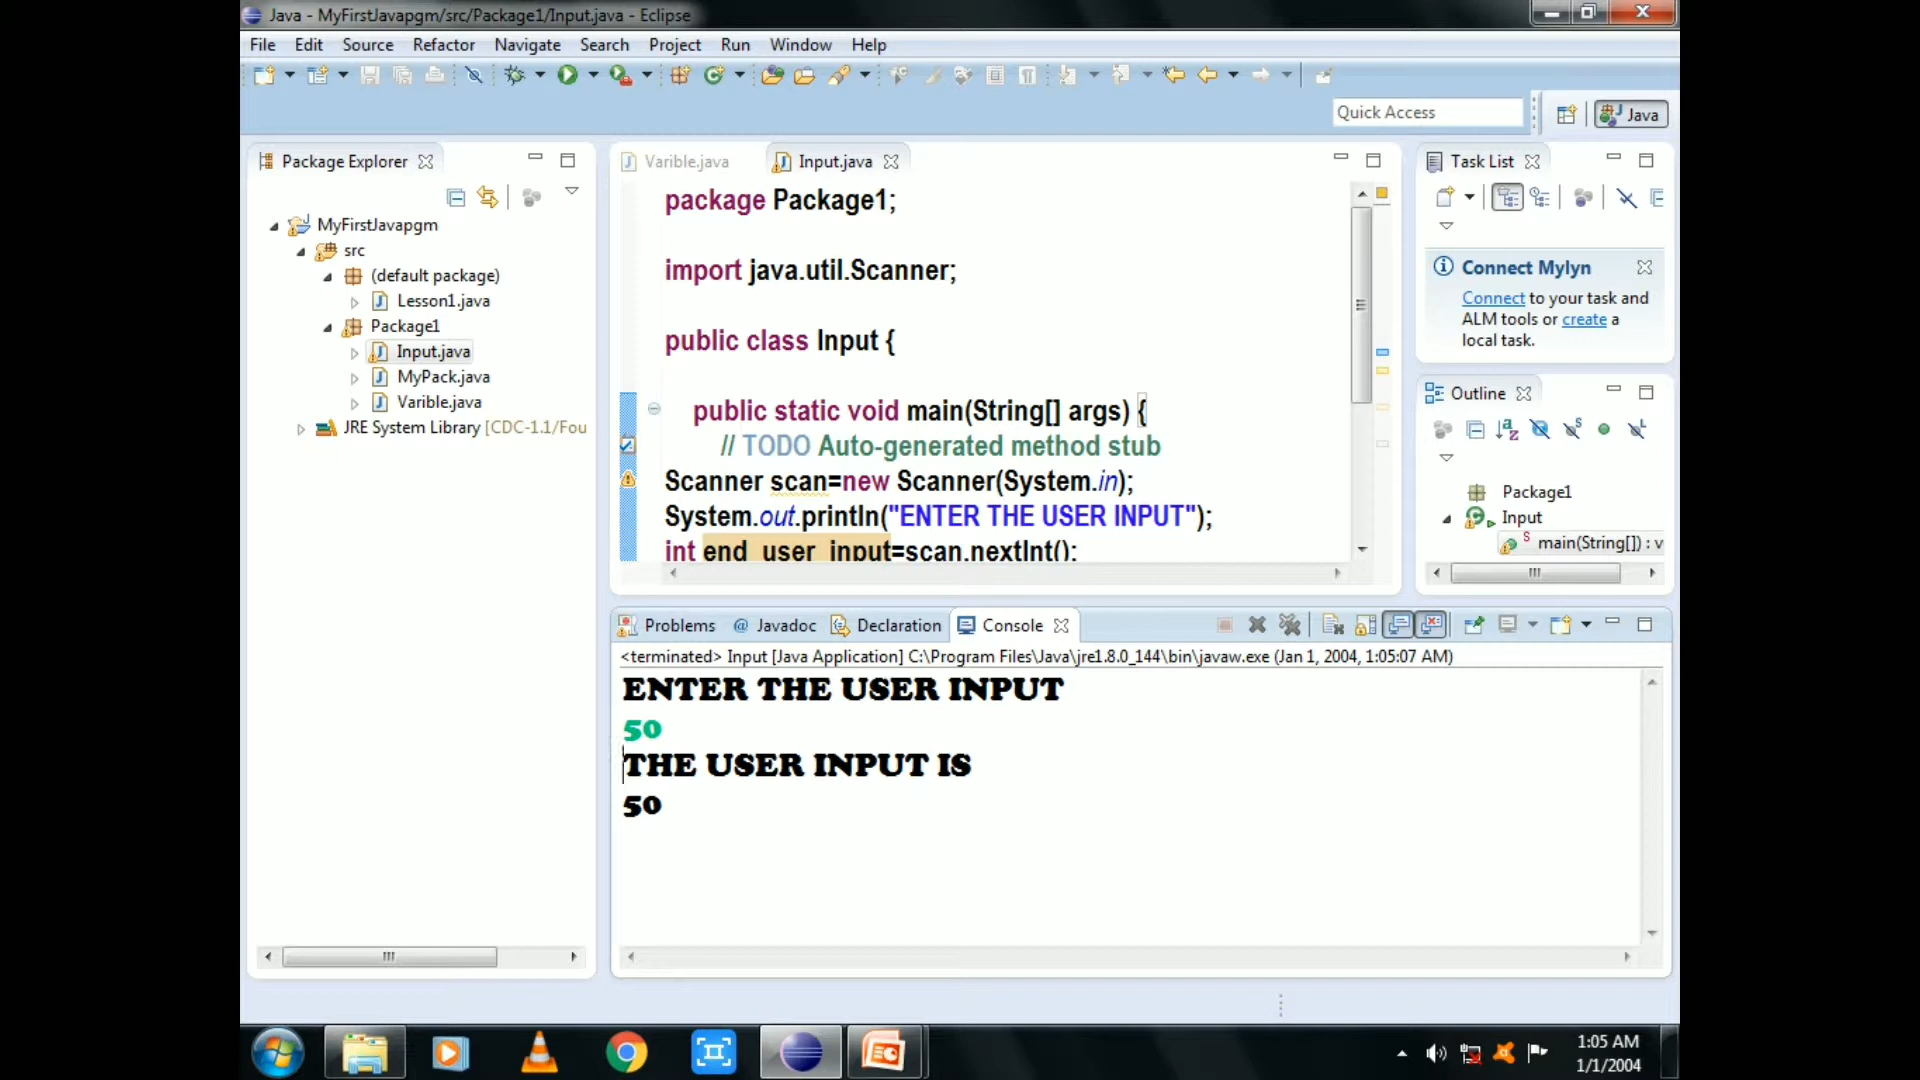 Java - MyFirstJavapgm/src/Package1/Input.java - Eclipse
File Edit Source Refactor Navigate Search Project Run Window Help
Quick Access
Java
Package Explorer
MyFirstJavapgm
src
(default package)
Lesson1.java
Package1
Input.java
MyPack.java
Varible.java
JRE System Library [CDC-1.1/Fou
Varible.java Input.java
package Package1;
import java.util.Scanner;
public class Input {
public static void main(String[] args) {
// TODO Auto-generated method stub
Scanner scan=new Scanner(System.in);
System.out.println("ENTER THE USER INPUT");
int end_user_input=scan.nextInt();
Task List
Connect Mylyn
Connect to your task and
ALM tools or create a
local task.
Outline
Package1
Input
main(String[]) : v
Problems @ Javadoc Declaration Console
<terminated> Input [Java Application] C:\Program Files\Java\jre1.8.0_144\bin\javaw.exe (Jan 1, 2004, 1:05:07 AM)
ENTER THE USER INPUT
50
THE USER INPUT IS
50
1:05 AM
1/1/2004